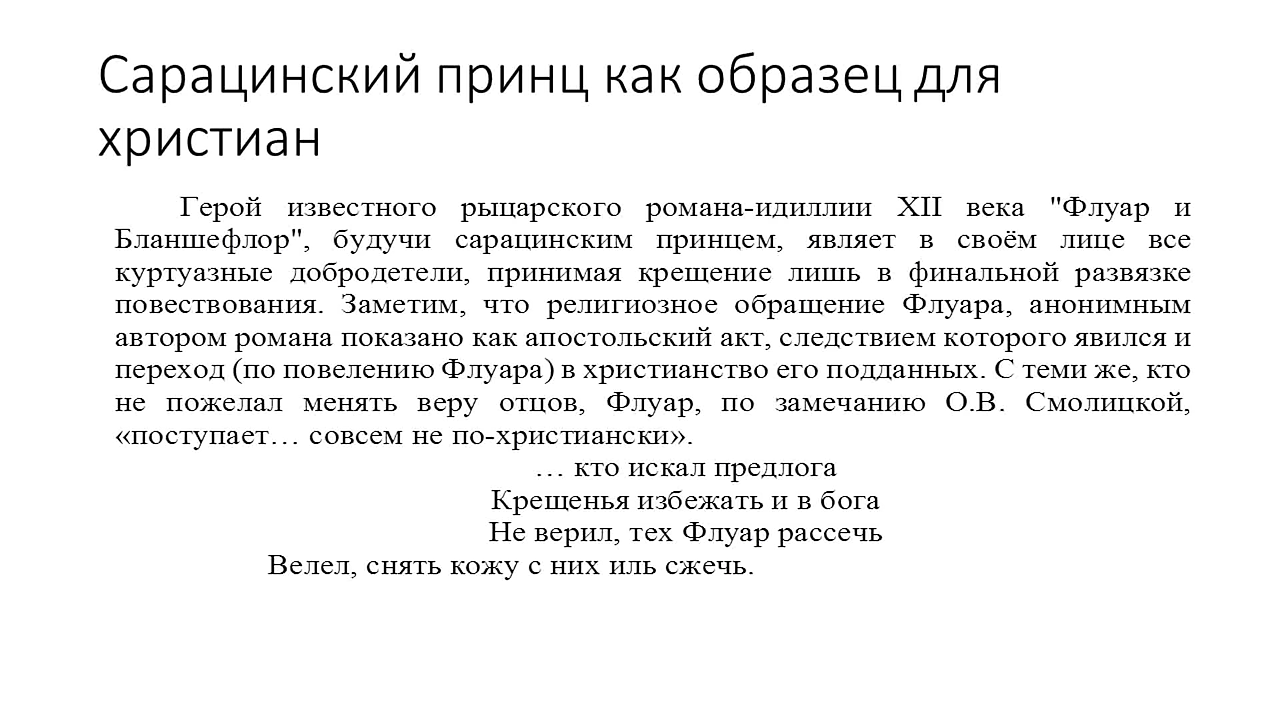 Сарацинский принц как образец для
христиан
Герой известного рыцарского романа-идиллии XII века "Флуар и
Бланшефлор", будучи сарацинским принцем, являет в своём лице все
куртуазные добродетели, принимая крещение лишь в финальной развязке
повествования. Заметим, что религиозное обращение Флуара, анонимным
автором романа показано как апостольский акт, следствием которого явился и
переход (по повелению Флуара) в христианство его подданных. С теми же, кто
не пожелал менять веру отцов, Флуар, по замечанию О.В. Смолицкой,
«поступает… совсем не по-христиански».
… кто искал предлога
Крещенья избежать и в бога
Не верил, тех Флуар рассечь
Велел, снять кожу с них иль сжечь.